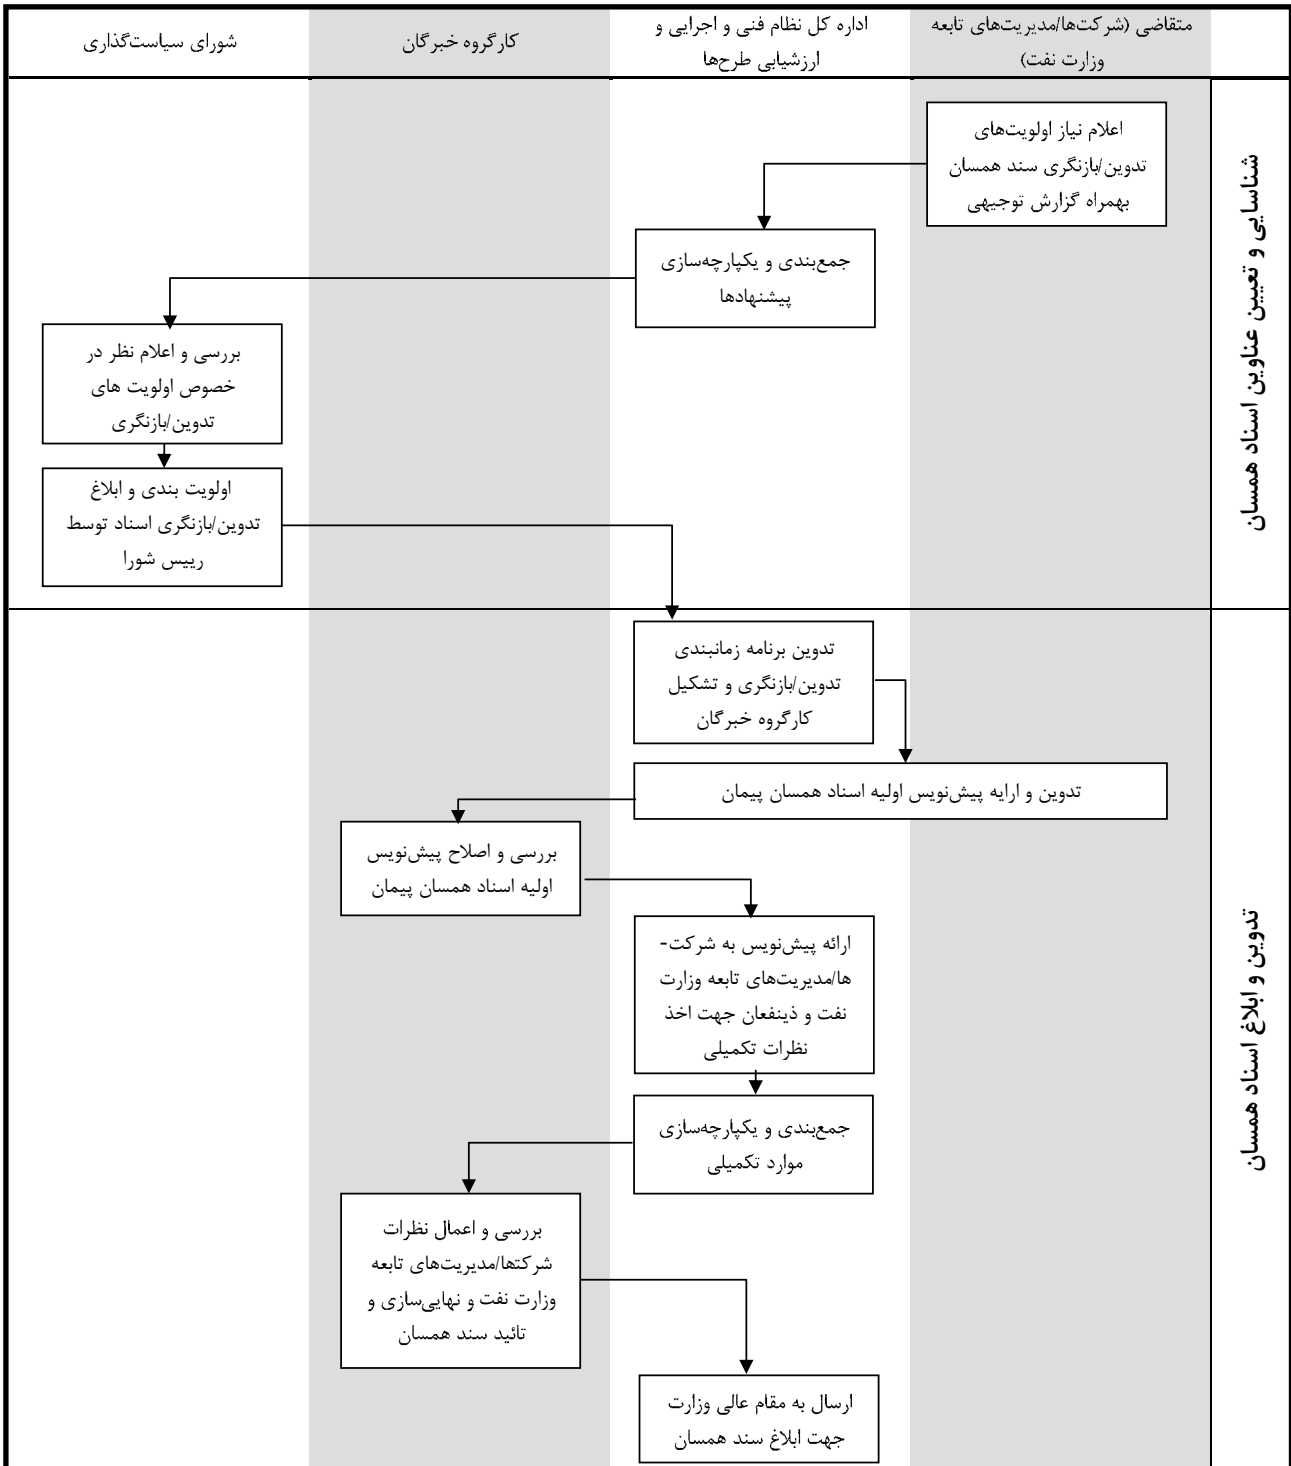 متقاضی (شرکت‌ها/مدیریت‌های تابعه
وزارت نفت)
اداره کل نظام فنی و اجرایی و
ارزشیابی طرح‌ها
کارگروه خبرگان
شورای سیاست‌گذاری
شناسایی و تعیین عناوین اسناد همسان
اعلام نیاز اولویت‌های
تدوین/بازنگری سند همسان
بهمراه گزارش توجیهی
جمع‌بندی و یکپارچه‌سازی
پیشنهادها
بررسی و اعلام نظر در
خصوص اولویت های
تدوین/بازنگری
اولویت بندی و ابلاغ
تدوین/بازنگری اسناد توسط
رییس شورا
تدوین و ابلاغ اسناد همسان
تدوین برنامه زمانبندی
تدوین/بازنگری و تشکیل
کارگروه خبرگان
تدوین و ارایه پیش‌نویس اولیه اسناد همسان پیمان
بررسی و اصلاح پیش‌نویس
اولیه اسناد همسان پیمان
ارائه پیش‌نویس به شرکت-
ها/مدیریت‌های تابعه وزارت
نفت و ذینفعان جهت اخذ
نظرات تکمیلی
جمع‌بندی و یکپارچه‌سازی
موارد تکمیلی
بررسی و اعمال نظرات
شرکتها/مدیریت‌های تابعه
وزارت نفت و نهایی‌سازی و
تائید سند همسان
ارسال به مقام عالی وزارت
جهت ابلاغ سند همسان